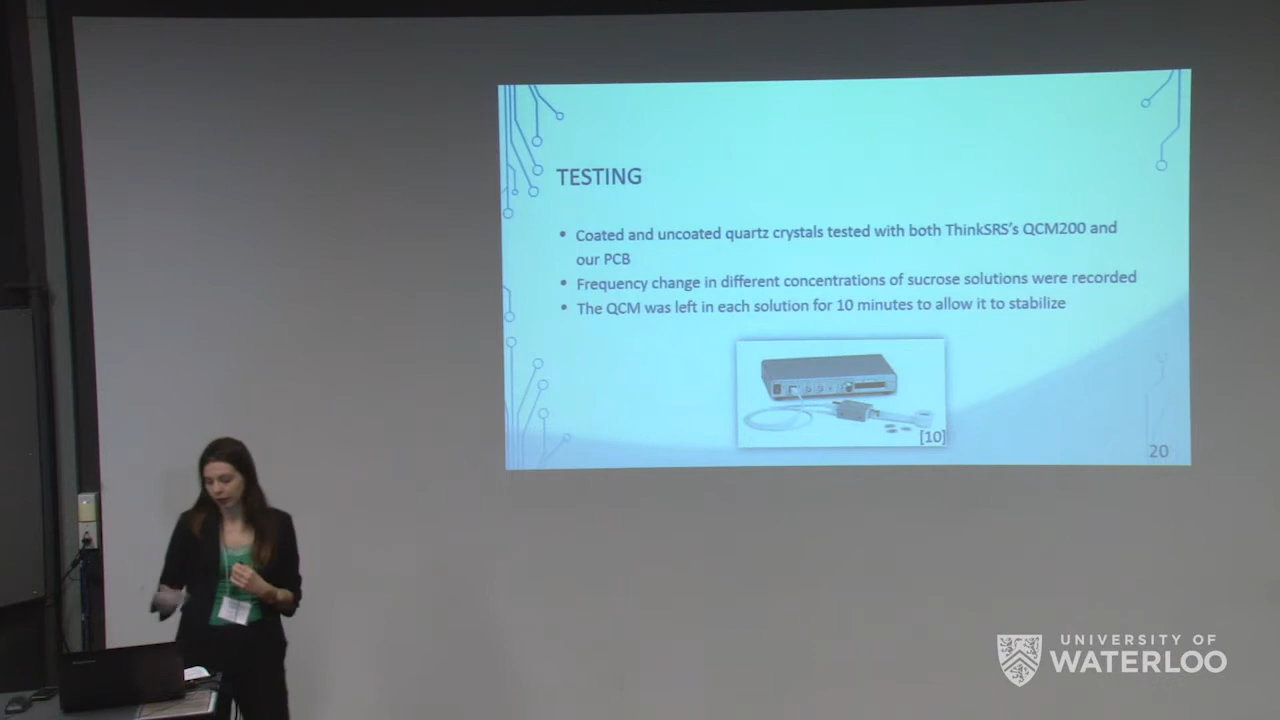 TESTING
• Coated and uncoated quartz crystals tested with both ThinkSRS's QCM200 and
our PCB
• Frequency change in different concentrations of sucrose solutions were recorded
• The QCM was left in each solution for 10 minutes to allow it to stabilize
[10]
20
UNIVERSITY OF
WATERLOO